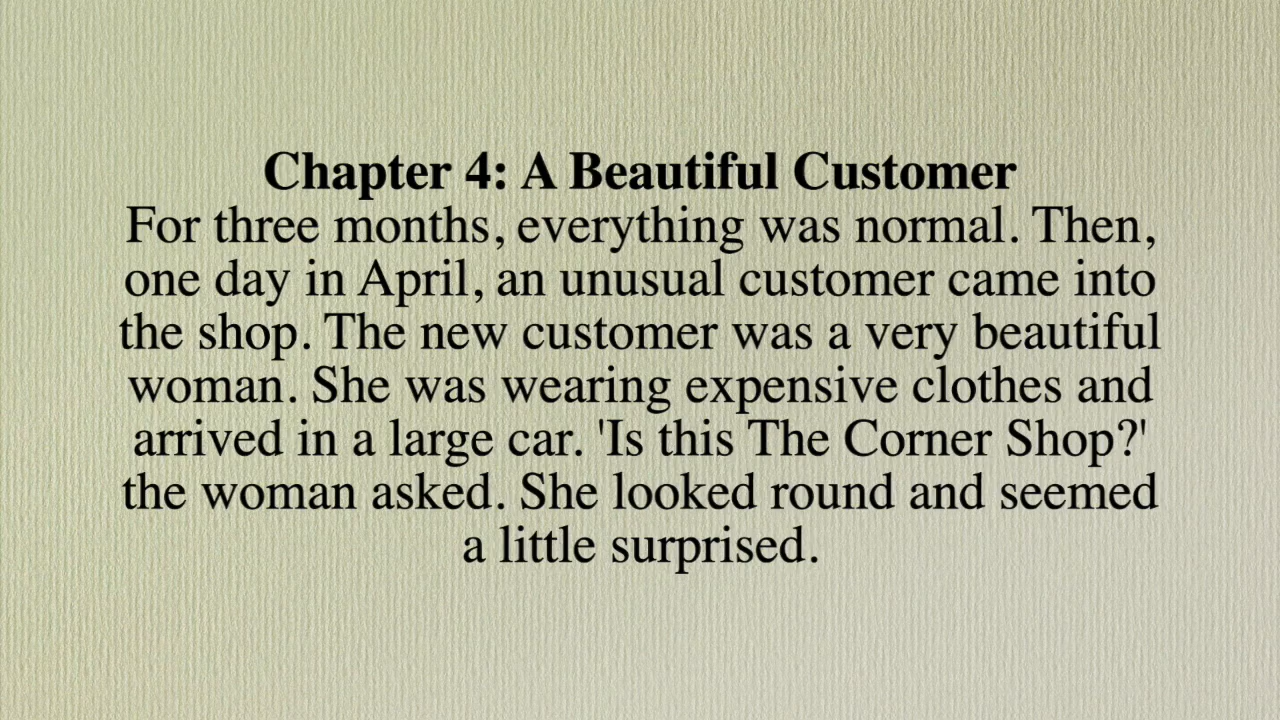 Chapter 4: A Beautiful Customer
For three months, everything was normal. Then,
one day in April, an unusual customer came into
the shop. The new customer was a very beautiful
woman. She was wearing expensive clothes and
arrived in a large car. 'Is this The Corner Shop?'
the woman asked. She looked round and seemed
a little surprised.